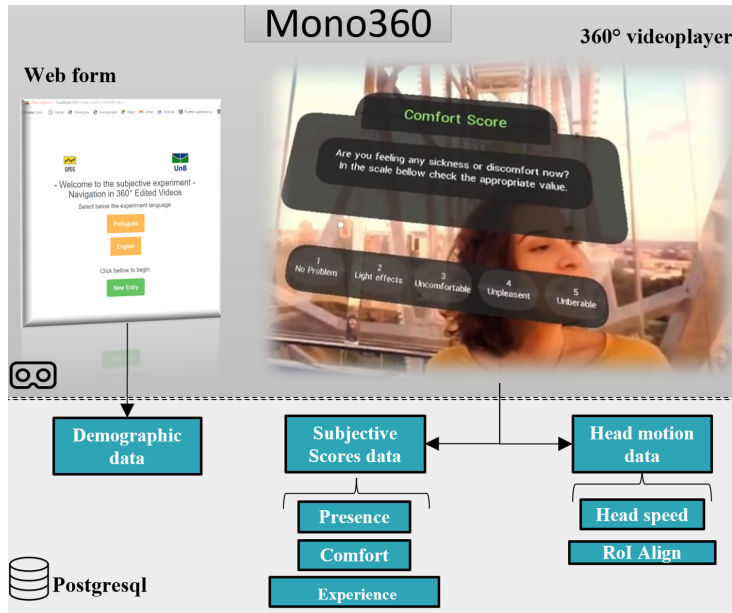 Mono360
360° videoplayer
Web form
GPDS
UnB
- Welcome to the subjective experiment -
Navigation in 360° Edited Videos
Select below the experiment language.
Português
English
Click bellow to begin.
New Entry
Comfort Score
Are you feeling any sickness or discomfort now?
In the scale bellow check the appropriate value.
1
No Problem
2
Light effects
3
Uncomfortable
4
Unpleasent
5
Unberable
Demographic
data
Subjective
Scores data
Head motion
data
Presence
Comfort
Experience
Head speed
RoI Align
Postgresql